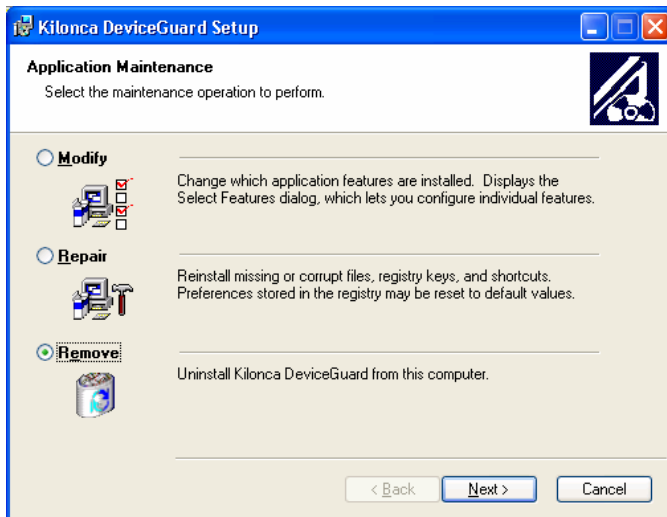 Kilonca DeviceGuard Setup
Application Maintenance
Select the maintenance operation to perform.
Modify
Change which application features are installed.  Displays the
Select Features dialog, which lets you configure individual features.
Repair
Reinstall missing or corrupt files, registry keys, and shortcuts.
Preferences stored in the registry may be reset to default values.
Remove
Uninstall Kilonca DeviceGuard from this computer.
< Back Next > Cancel